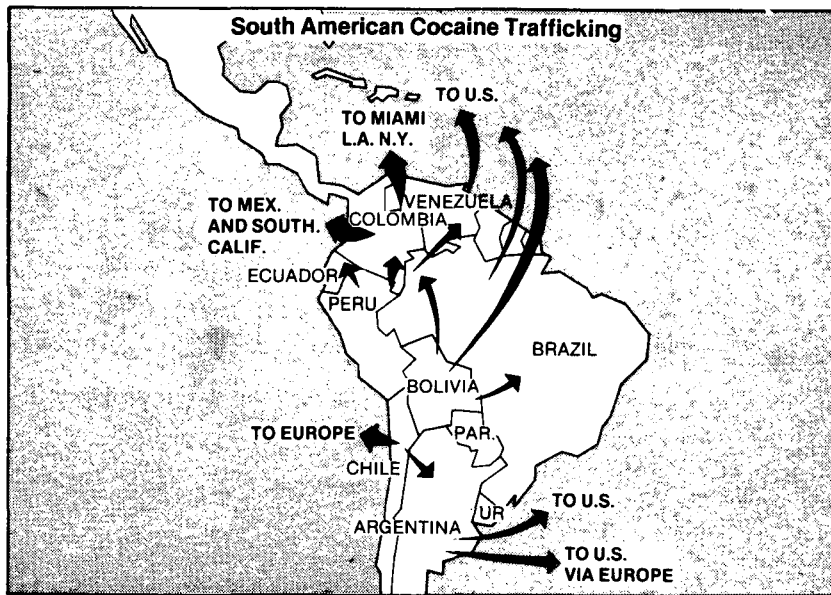 South American Cocaine Trafficking
TO U.S.
TO MIAMI
L.A. N.Y.
VENEZUELA
COLOMBIA
TO MEX.
AND SOUTH.
CALIF.
ECUADOR
PERU
BRAZIL
BOLIVIA
TO EUROPE
PAR.
CHILE
UR
TO U.S.
ARGENTINA
TO U.S.
VIA EUROPE